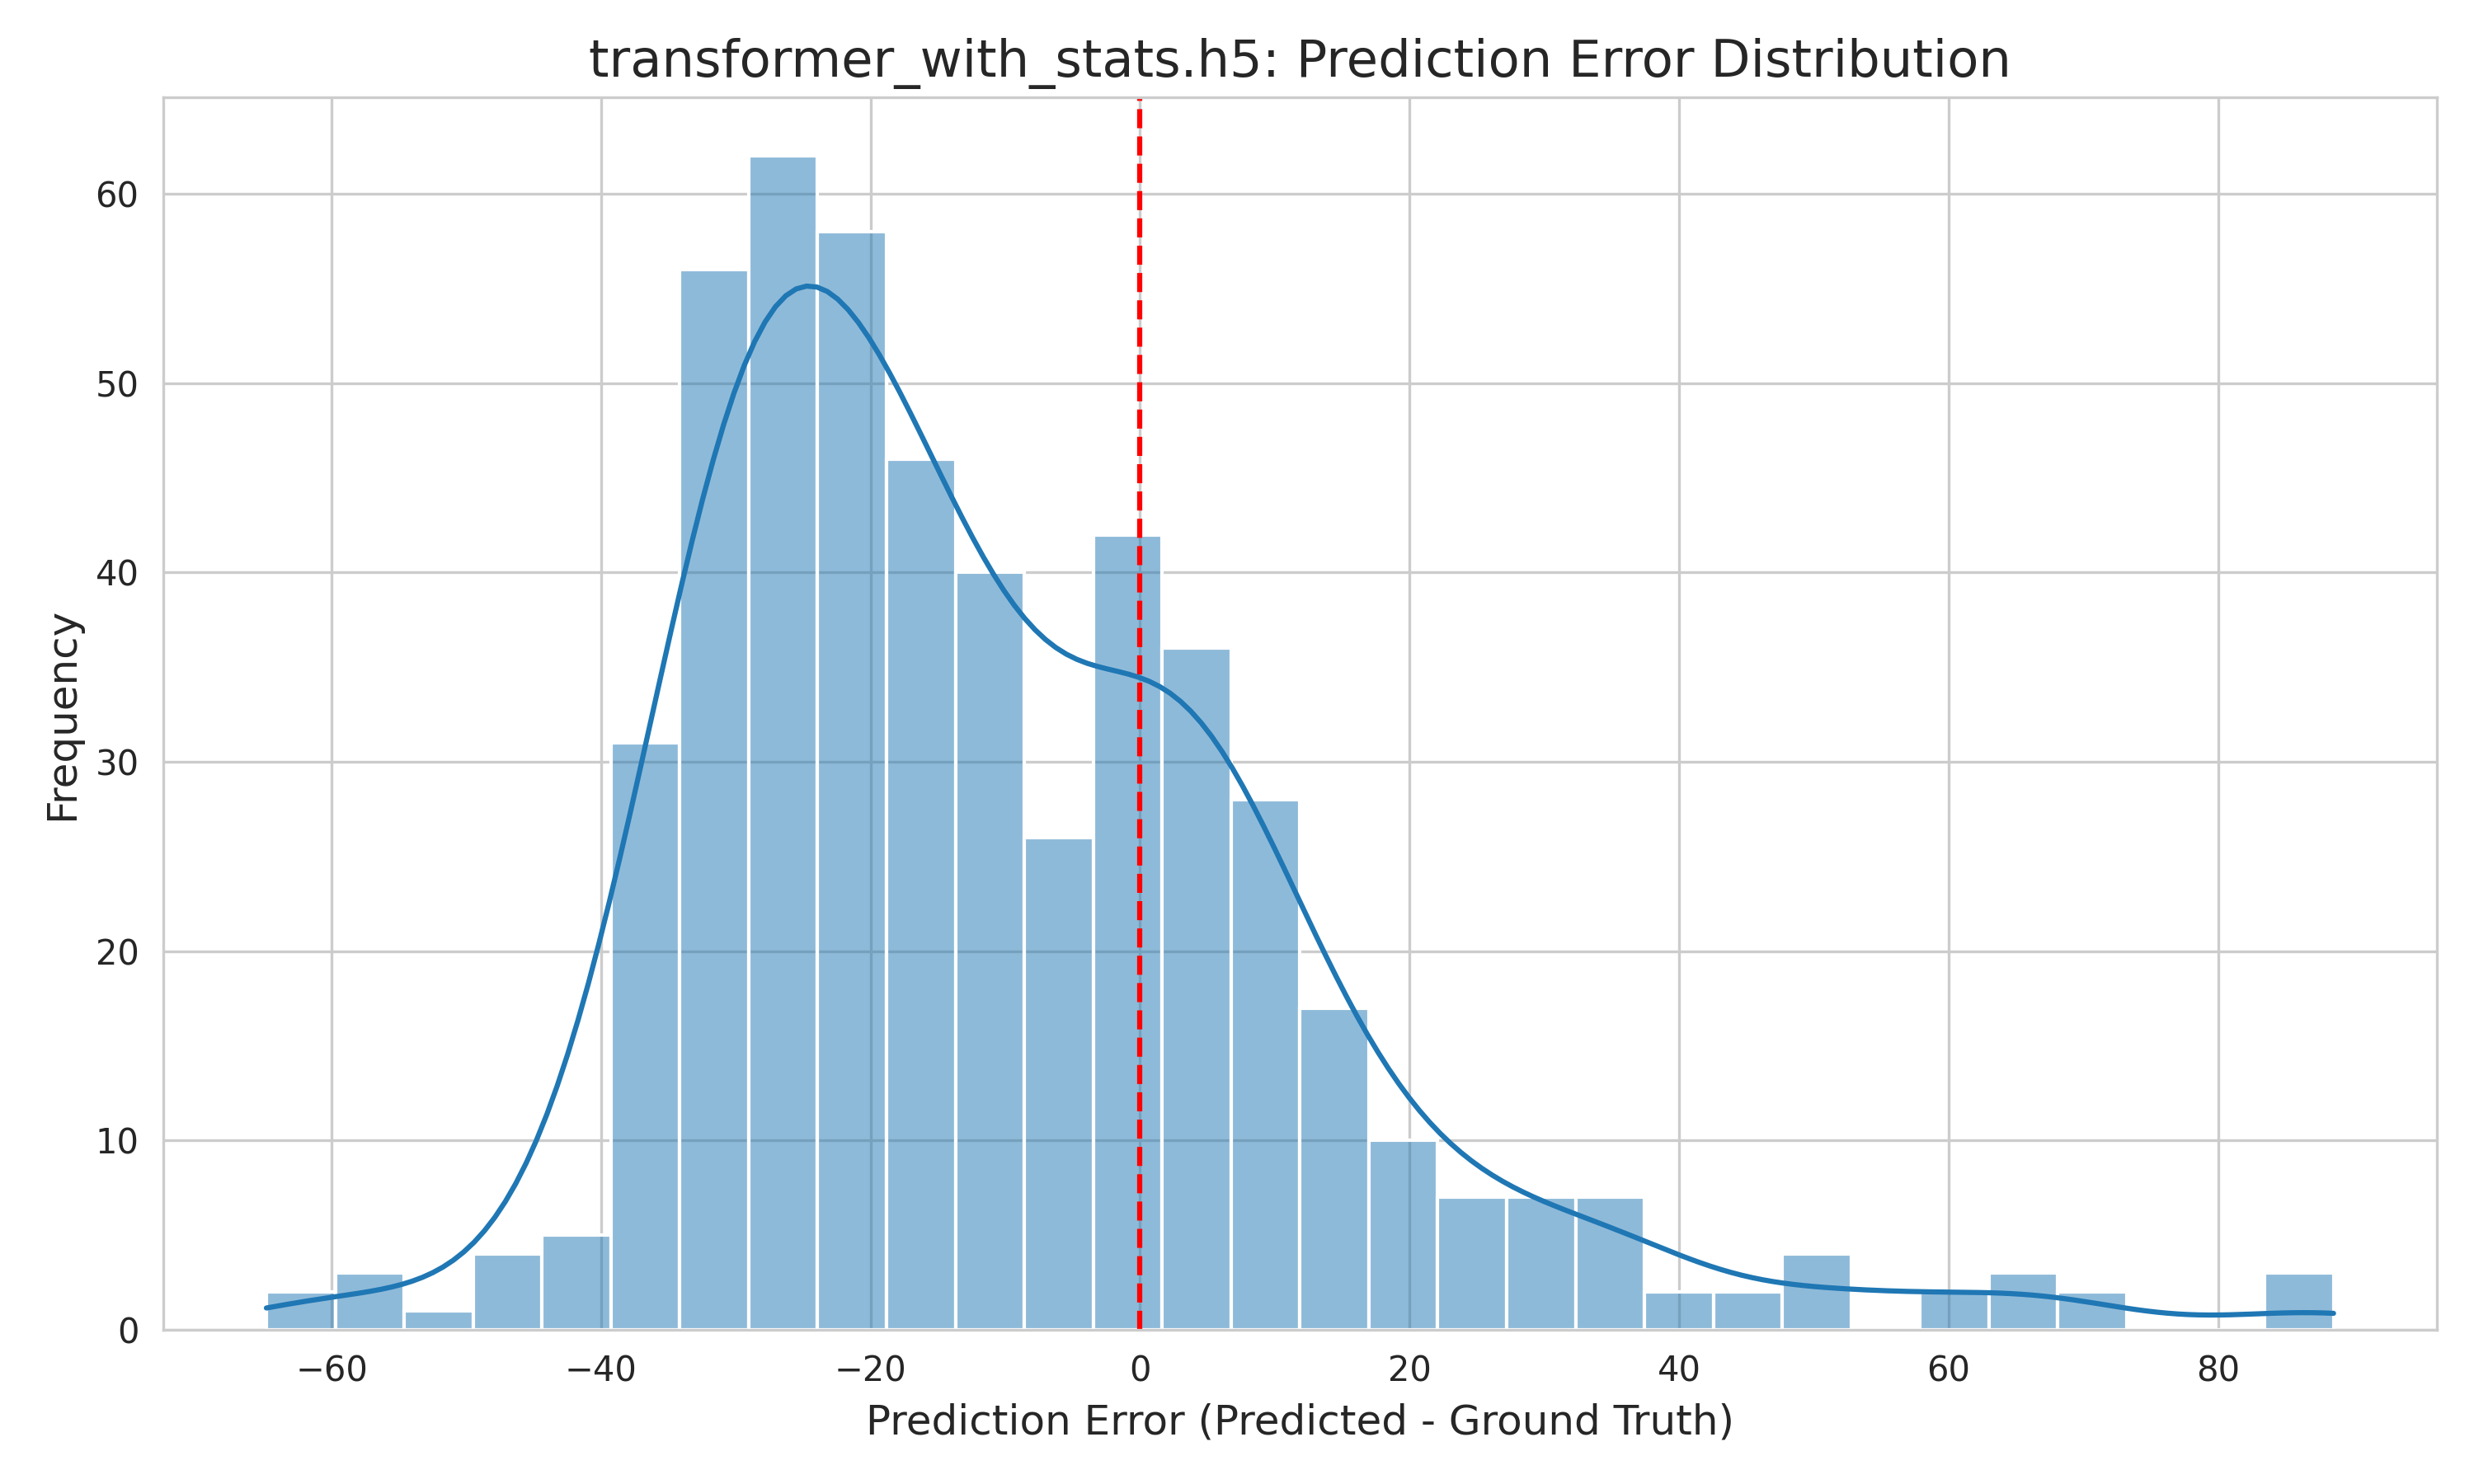 transformer_with_stats.h5: Prediction Error Distribution
Frequency
60
50
40
30
20
10
0
−60 −40 −20 0 20 40 60 80
Prediction Error (Predicted - Ground Truth)